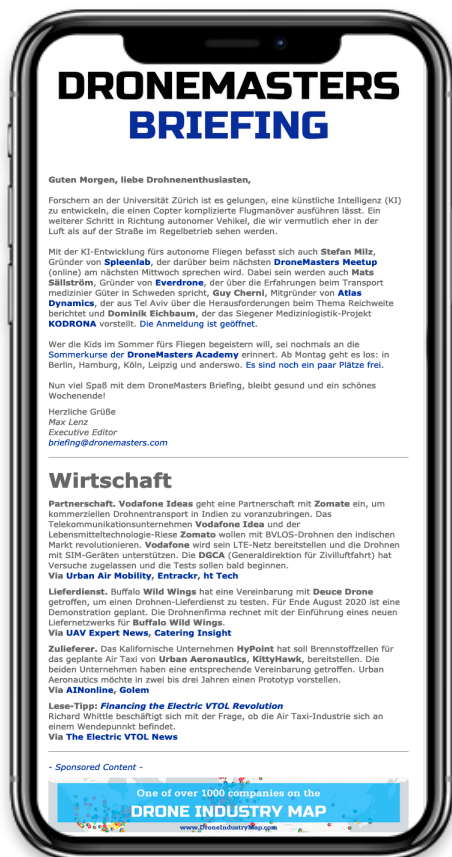 DRONEMASTERS
BRIEFING
Guten Morgen, liebe Drohnenenthusiasten,
Forschern an der Universität Zürich ist es gelungen, eine künstliche Intelligenz (KI)
zu entwickeln, die einen Copter komplizierte Flugmanöver ausführen lässt. Ein
weiterer Schritt in Richtung autonomer Vehikel, die wir vermutlich eher in der
Luft als auf der Straße im Regelbetrieb sehen werden.
Mit der KI-Entwicklung fürs autonome Fliegen befasst sich auch Stefan Milz,
Gründer von Spleenlab, der darüber beim nächsten DroneMasters Meetup
(online) am nächsten Mittwoch sprechen wird. Dabei sein werden auch Mats
Sällström, Gründer von Everdrone, der über die Erfahrungen beim Transport
medizinier Güter in Schweden spricht, Guy Cherni, Mitgründer von Atlas
Dynamics, der aus Tel Aviv über die Herausforderungen beim Thema Reichweite
berichtet und Dominik Eichbaum, der das Siegener Medizinlogistik-Projekt
KODRONA vorstellt. Die Anmeldung ist geöffnet.
Wer die Kids im Sommer fürs Fliegen begeistern will, sei nochmals an die
Sommerkurse der DroneMasters Academy erinnert. Ab Montag geht es los: in
Berlin, Hamburg, Köln, Leipzig und anderswo. Es sind noch ein paar Plätze frei.
Nun viel Spaß mit dem DroneMasters Briefing, bleibt gesund und ein schönes
Wochenende!
Herzliche Grüße
Max Lenz
Executive Editor
briefing@dronemasters.com
Wirtschaft
Partnerschaft. Vodafone Ideas geht eine Partnerschaft mit Zomate ein, um
kommerziellen Drohnentransport in Indien zu voranzubringen. Das
Telekommunikationsunternehmen Vodafone Idea und der
Lebensmitteltechnologie-Riese Zomato wollen mit BVLOS-Drohnen den indischen
Markt revolutionieren. Vodafone wird sein LTE-Netz bereitstellen und die Drohnen
mit SIM-Geräten unterstützen. Die DGCA (Generaldirektion für Zivilluftfahrt) hat
Versuche zugelassen und die Tests sollen bald beginnen.
Via Urban Air Mobility, Entrackr, ht Tech
Lieferdienst. Buffalo Wild Wings hat eine Vereinbarung mit Deuce Drone
getroffen, um einen Drohnen-Lieferdienst zu testen. Für Ende August 2020 ist eine
Demonstration geplant. Die Drohnenfirma rechnet mit der Einführung eines neuen
Liefernetzwerks für Buffalo Wild Wings.
Via UAV Expert News, Catering Insight
Zulieferer. Das Kalifornische Unternehmen HyPoint hat soll Brennstoffzellen für
das geplante Air Taxi von Urban Aeronautics, KittyHawk, bereitstellen. Die
beiden Unternehmen haben eine entsprechende Vereinbarung getroffen. Urban
Aeronautics möchte in zwei bis drei Jahren einen Prototyp vorstellen.
Via AINonline, Golem
Lese-Tipp: Financing the Electric VTOL Revolution
Richard Whittle beschäftigt sich mit der Frage, ob die Air Taxi-Industrie sich an
einem Wendepunkt befindet.
Via The Electric VTOL News
- Sponsored Content -
One of over 1000 companies on the
DRONE INDUSTRY MAP
www.DroneIndustryMap.com